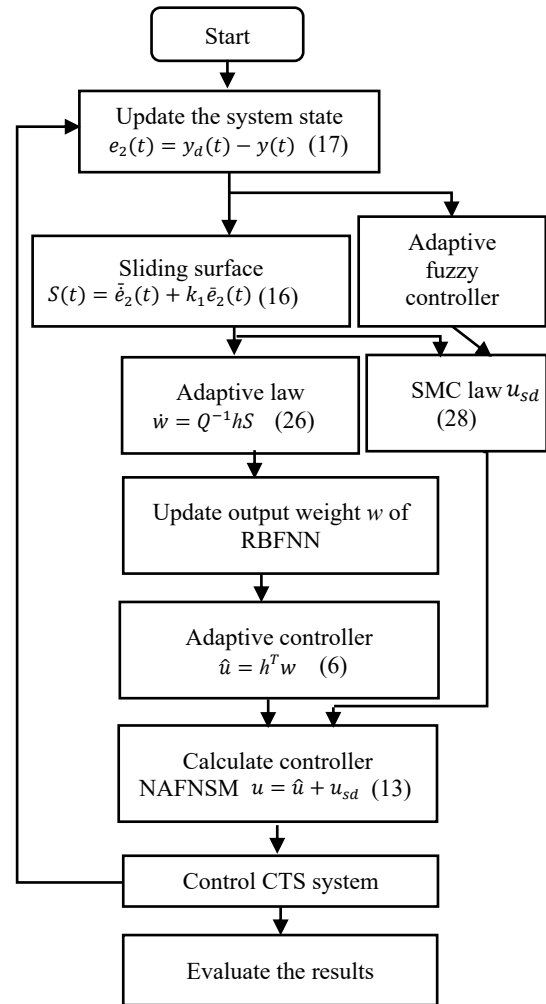 Start
Update the system state
e₂(t) = y_d(t) − y(t) (17)
Sliding surface
S(t) = ė̄₂(t) + k₁ē₂(t) (16)
Adaptive
fuzzy
controller
Adaptive law
ẇ = Q⁻¹hS (26)
SMC law u_sd
(28)
Update output weight w of
RBFNN
Adaptive controller
û = hᵀw (6)
Calculate controller
NAFNSM u = û + u_sd (13)
Control CTS system
Evaluate the results